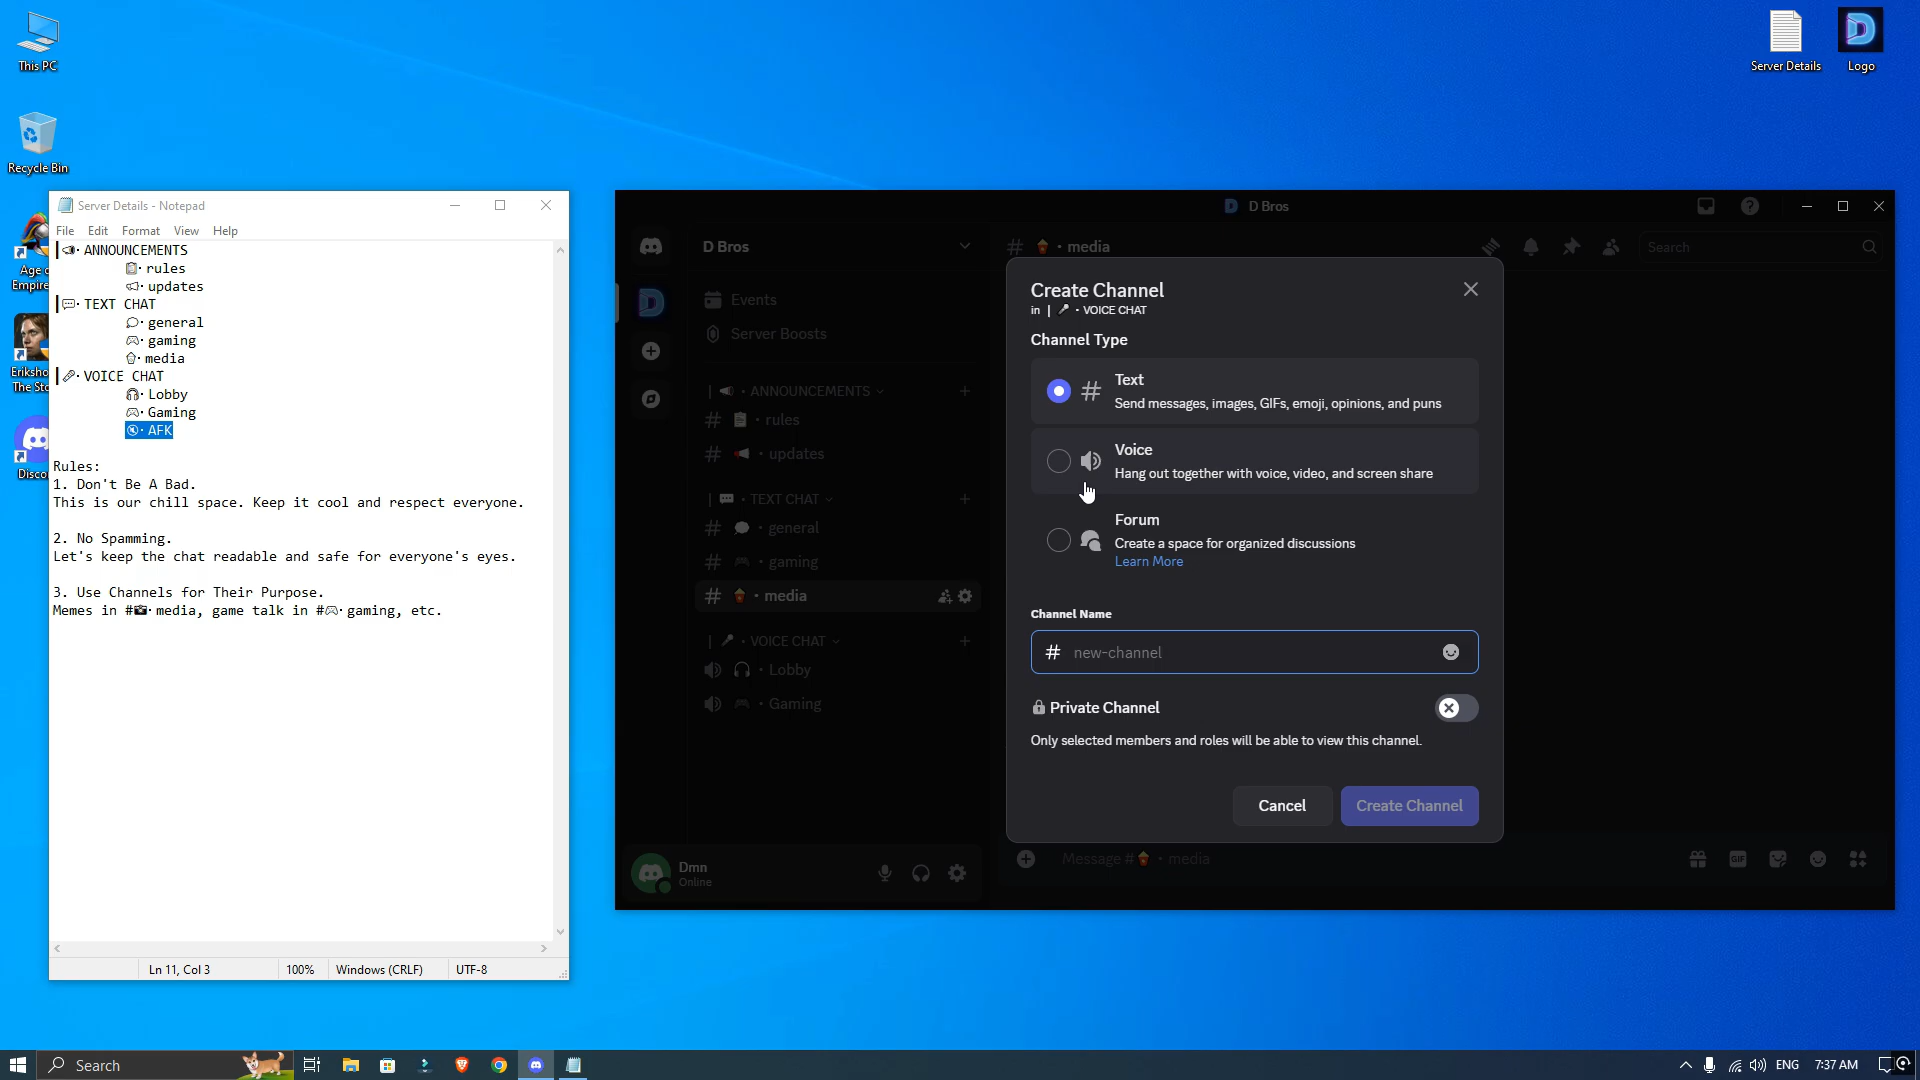 This PC
Recycle Bin
Age o
Empire
Eriksho
The Sto
Disco
Server Details
Logo
Server Details - Notepad
File Edit Format View Help
|📢· ANNOUNCEMENTS
📋· rules
📢· updates
|💬· TEXT CHAT
💭· general
🎮· gaming
🍿· media
|🎤· VOICE CHAT
🎧· Lobby
🎮· Gaming
🔇· AFK
Rules:
1. Don't Be A Bad.
This is our chill space. Keep it cool and respect everyone.
2. No Spamming.
Let's keep the chat readable and safe for everyone's eyes.
3. Use Channels for Their Purpose.
Memes in #📸· media, game talk in #🎮· gaming, etc.
Ln 11, Col 3 100% Windows (CRLF) UTF-8
D Bros
D Bros
# 🍿 · media
Search
Events
Server Boosts
| 📢 · ANNOUNCEMENTS
# 📋 · rules
# 📢 · updates
| 💬 · TEXT CHAT
# 💭 · general
# 🎮 · gaming
# 🍿 · media
| 🎤 · VOICE CHAT
🎧 · Lobby
🎮 · Gaming
Dmn
Online
Create Channel
in | 🎤 · VOICE CHAT
Channel Type
# Text
Send messages, images, GIFs, emoji, opinions, and puns
Voice
Hang out together with voice, video, and screen share
Forum
Create a space for organized discussions
Learn More
Channel Name
# new-channel
Private Channel
Only selected members and roles will be able to view this channel.
Cancel Create Channel
Message #🍿 · media
GIF
Search
ENG 7:37 AM